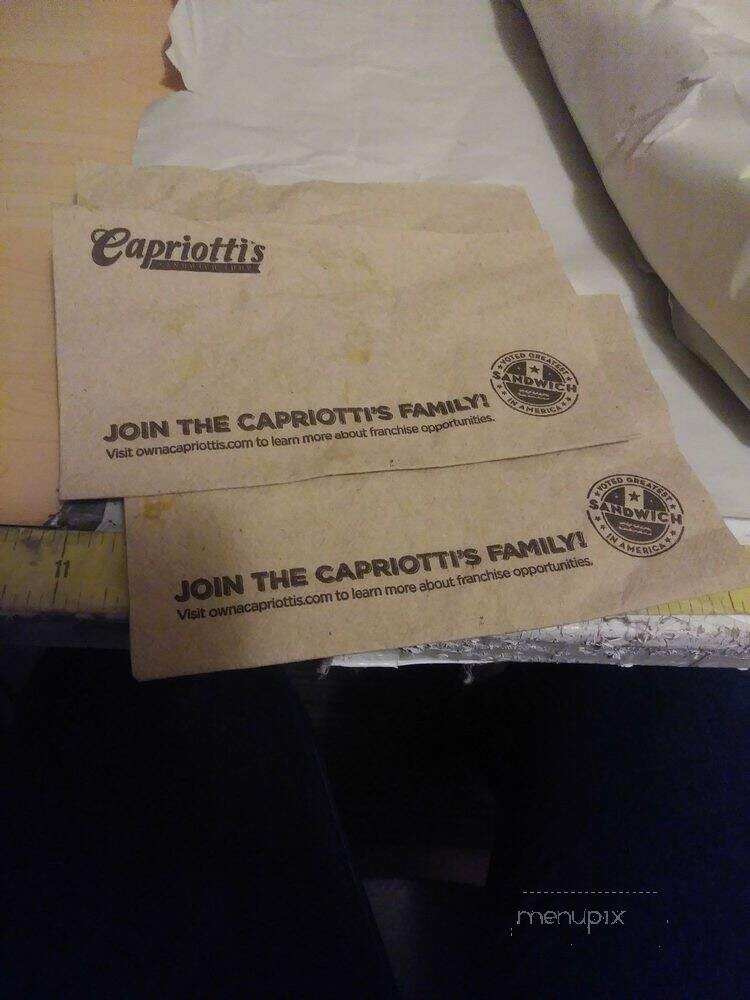 Capriotti's
SANDWICH SHOP
VOTED GREATEST
SANDWICH
IN AMERICA
JOIN THE CAPRIOTTI'S FAMILY!
Visit ownacapriottis.com to learn more about franchise opportunities.
VOTED GREATEST
SANDWICH
IN AMERICA
JOIN THE CAPRIOTTI'S FAMILY!
Visit ownacapriottis.com to learn more about franchise opportunities.
11
menupix